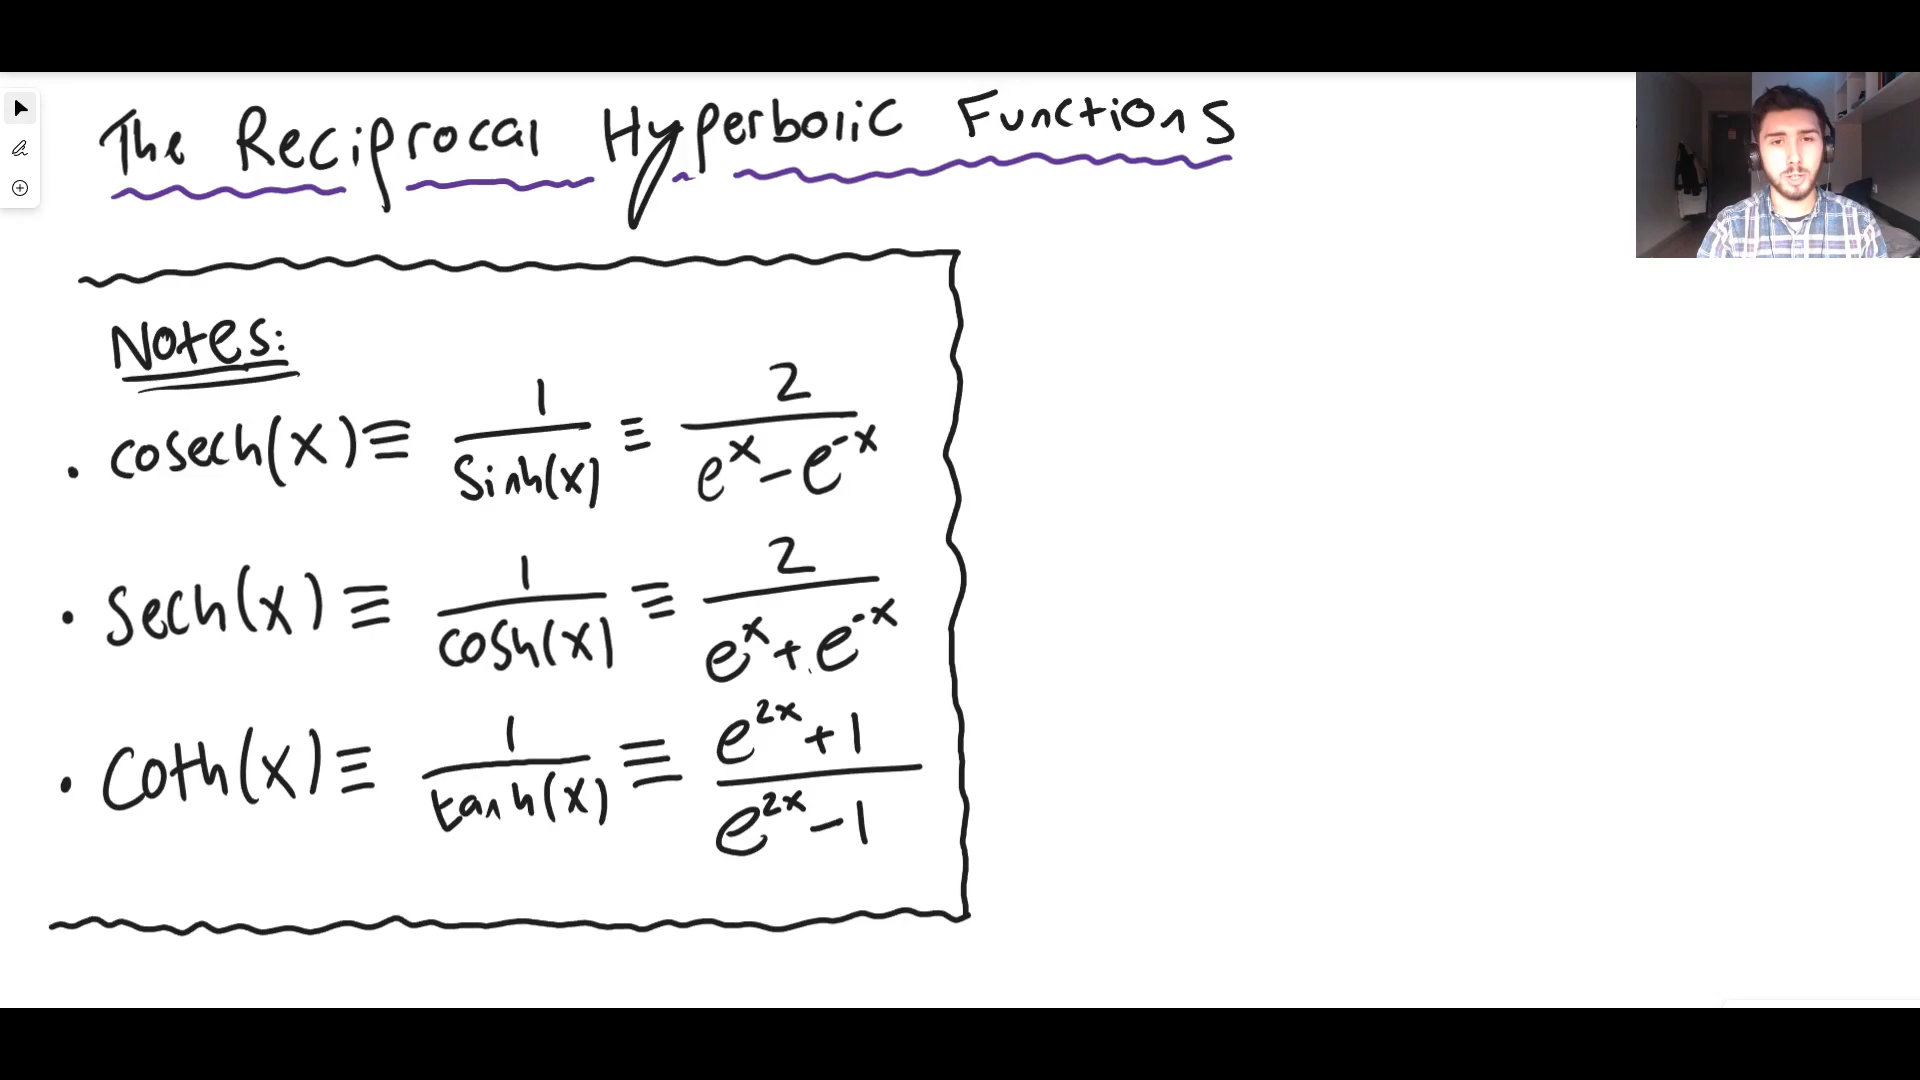 The Reciprocal Hyperbolic Functions
Notes:
• cosech(x) ≡ 1/sinh(x) ≡ 2/(e^x - e^-x)
• Sech(x) ≡ 1/cosh(x) ≡ 2/(e^x + e^-x)
• Coth(x) ≡ 1/tanh(x) ≡ (e^2x + 1)/(e^2x - 1)